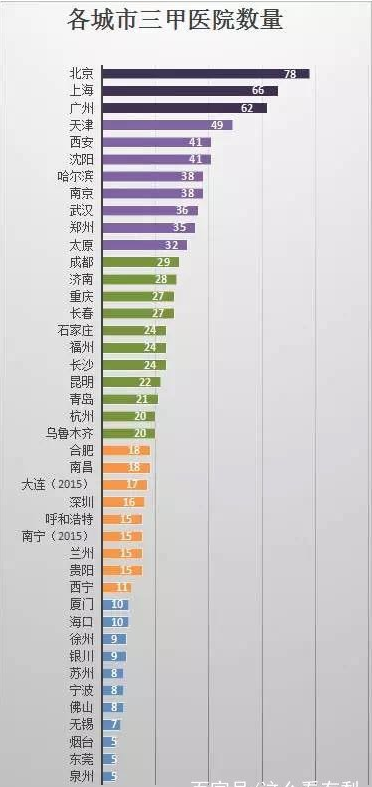 各城市三甲医院数量
北京 78
上海 66
广州 62
天津 49
西安 41
沈阳 41
哈尔滨 38
南京 38
武汉 36
郑州 35
太原 32
成都 29
济南 28
重庆 27
长春 27
石家庄 24
福州 24
长沙 24
昆明 22
青岛 21
杭州 20
乌鲁木齐 20
合肥 18
南昌 18
大连（2015） 17
深圳 16
呼和浩特 15
南宁（2015） 15
兰州 15
贵阳 15
西宁 11
厦门 10
海口 10
徐州 9
银川 9
苏州 8
宁波 8
佛山 8
无锡 7
烟台 5
东莞 5
泉州 5